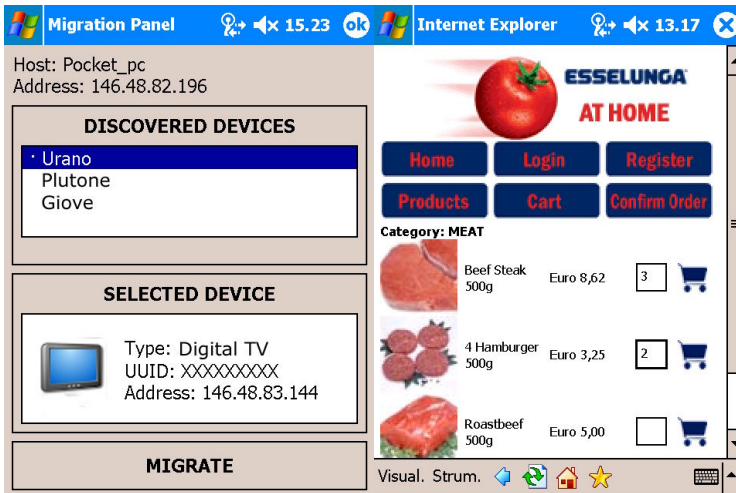 Migration Panel 15.23 ok
Host: Pocket_pc
Address: 146.48.82.196
DISCOVERED DEVICES
· Urano
Plutone
Giove
SELECTED DEVICE
Type: Digital TV
UUID: XXXXXXXXX
Address: 146.48.83.144
MIGRATE
Internet Explorer 13.17
ESSELUNGA
AT HOME
Home Login Register
Products Cart Confirm Order
Category: MEAT
Beef Steak
500g
Euro 8,62
3
4 Hamburger
500g
Euro 3,25
2
Roastbeef
500g
Euro 5,00
Visual. Strum.